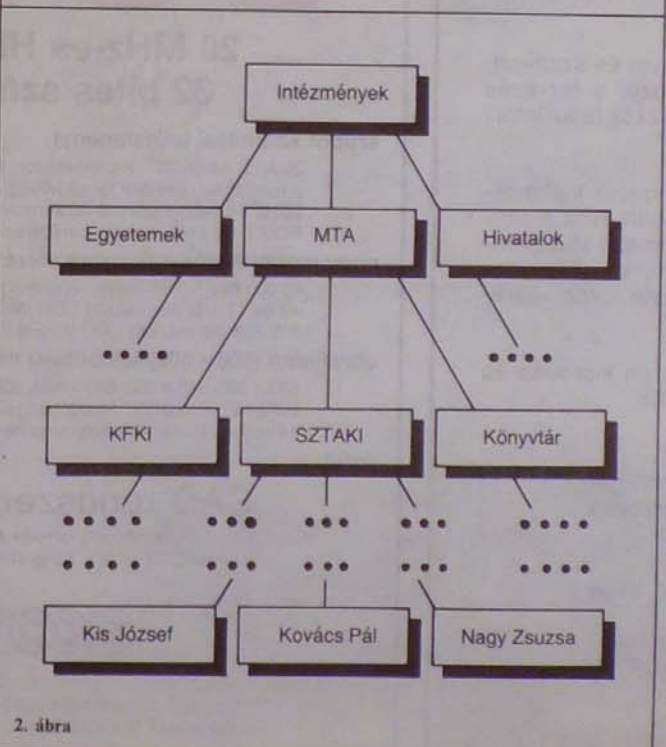 Intézmények
Egyetemek
MTA
Hivatalok
KFKI
SZTAKI
Könyvtár
Kis József
Kovács Pál
Nagy Zsuzsa
2. ábra